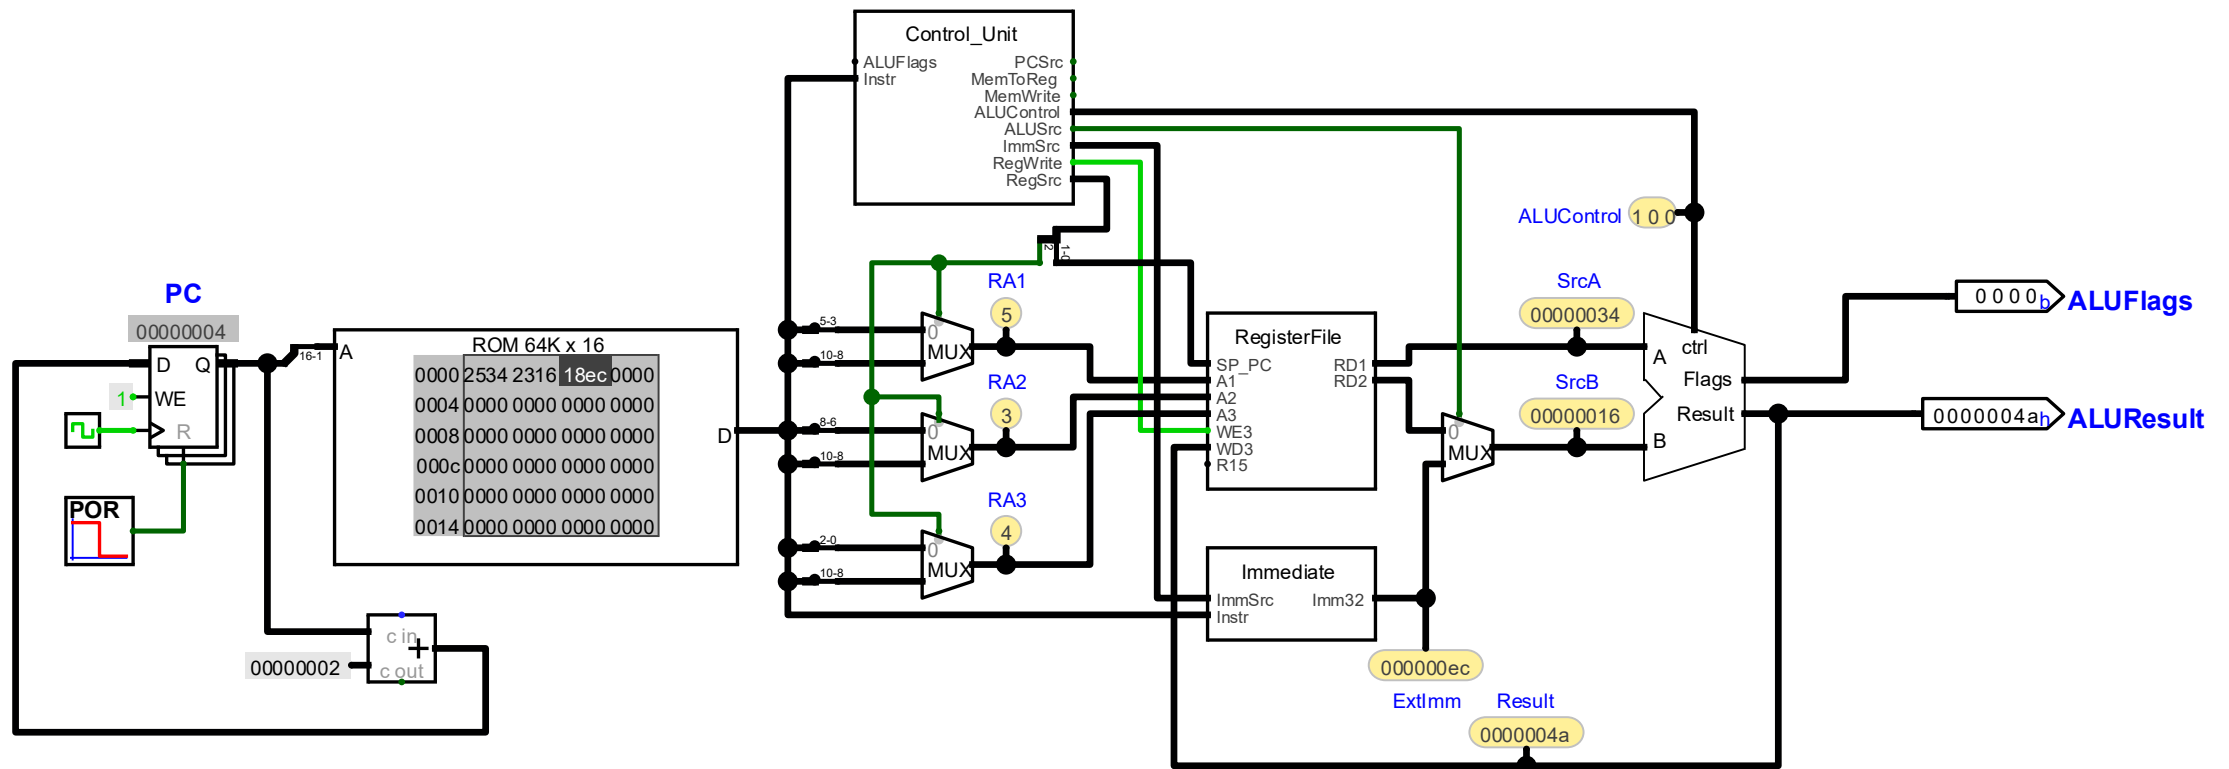 Control_Unit
ALUFlags
Instr
PCSrc
MemToReg
MemWrite
ALUControl
ALUSrc
ImmSrc
RegWrite
RegSrc
2
1-0
ALUControl
1 0 0
PC
00000004
D
Q
1
WE
R
POR
16-1
A
ROM 64K x 16
0000 2534 2316 18ec 0000
0004 0000 0000 0000 0000
0008 0000 0000 0000 0000
000c 0000 0000 0000 0000
0010 0000 0000 0000 0000
0014 0000 0000 0000 0000
D
c in
+
00000002
c out
5-3
10-8
0
MUX
RA1
5
8-6
10-8
0
MUX
RA2
3
2-0
10-8
0
MUX
RA3
4
RegisterFile
SP_PC
A1
A2
A3
WE3
WD3
R15
RD1
RD2
Immediate
ImmSrc
Instr
Imm32
000000ec
ExtImm
0
MUX
SrcA
00000034
SrcB
00000016
A
ctrl
Flags
Result
B
0 0 0 0 b
ALUFlags
0000004a h
ALUResult
Result
0000004a